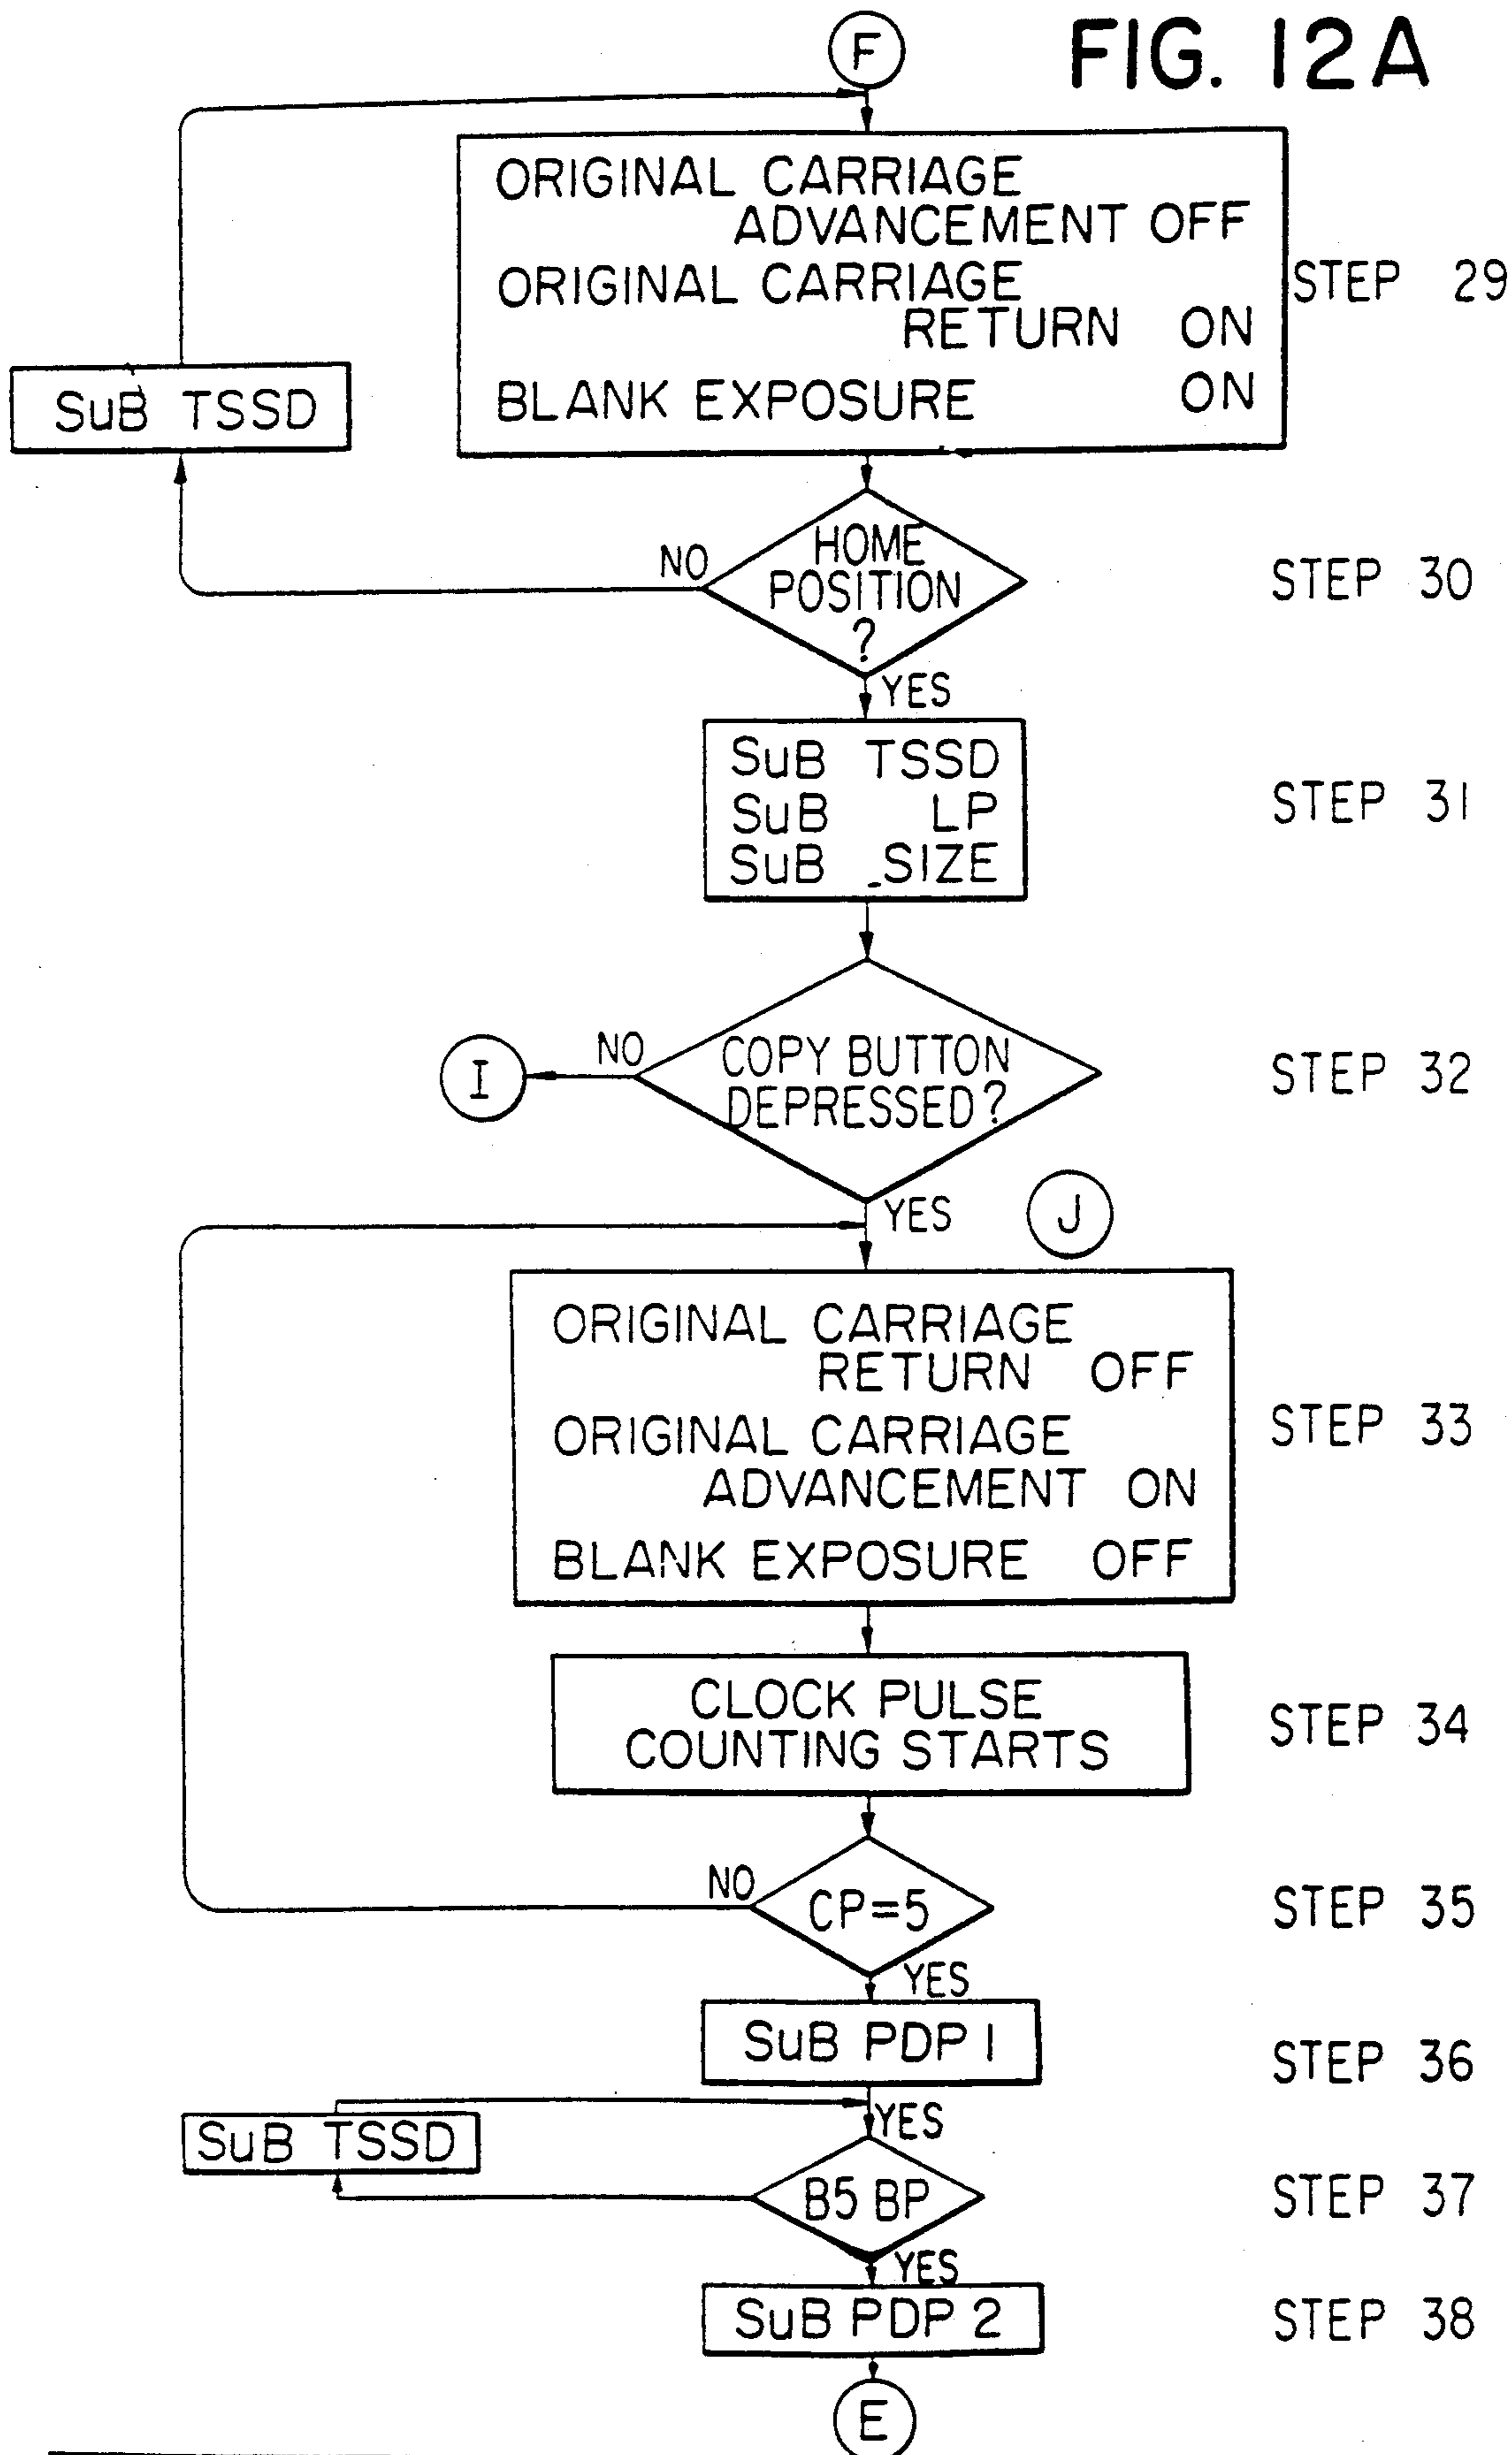 FIG. 12A
F
ORIGINAL CARRIAGE
ADVANCEMENT OFF
ORIGINAL CARRIAGE
RETURN ON
BLANK EXPOSURE ON
STEP 29
SuB TSSD
HOME
POSITION
?
NO
STEP 30
YES
SuB TSSD
SuB LP
SuB SIZE
STEP 31
COPY BUTTON
DEPRESSED?
NO
I
STEP 32
YES
J
ORIGINAL CARRIAGE
RETURN OFF
ORIGINAL CARRIAGE
ADVANCEMENT ON
BLANK EXPOSURE OFF
STEP 33
CLOCK PULSE
COUNTING STARTS
STEP 34
NO
CP=5
STEP 35
YES
SuB PDP 1
STEP 36
YES
SuB TSSD
B5 BP
STEP 37
YES
SuB PDP 2
STEP 38
E